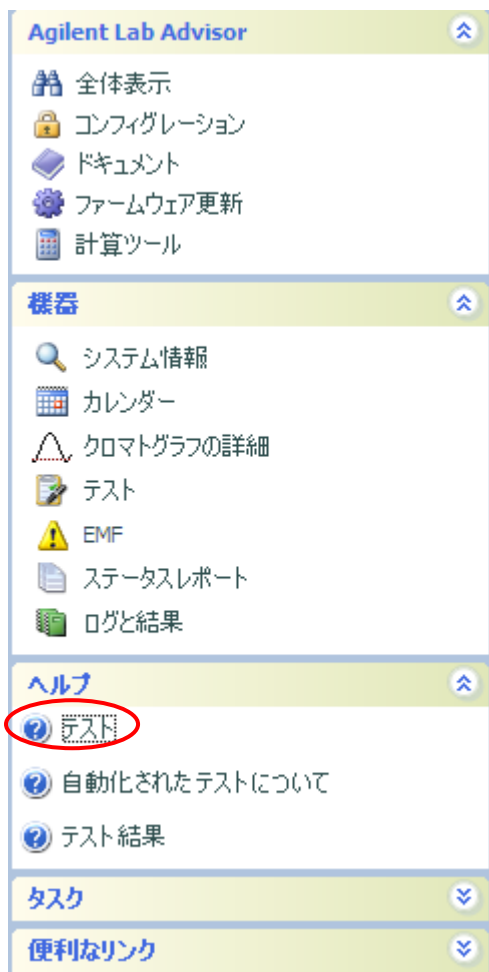 Agilent Lab Advisor
全体表示
コンフィグレーション
ドキュメント
ファームウェア更新
計算ツール
機器
システム情報
カレンダー
クロマトグラフの詳細
テスト
EMF
ステータスレポート
ログと結果
ヘルプ
テスト
自動化されたテストについて
テスト結果
タスク
便利なリンク